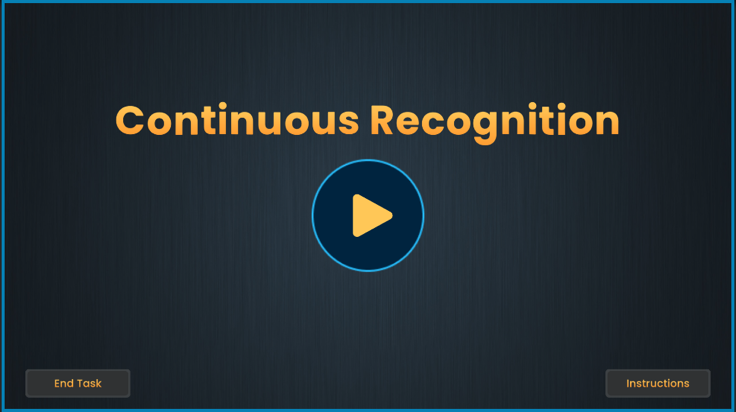 Continuous Recognition
End Task
Instructions